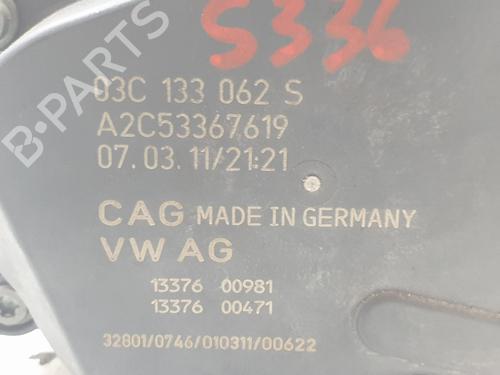 S336
03C 133 062 S
A2C53367619
07.03.11/21:21
CAG MADE IN GERMANY
VW AG
13376 00981
13376 00471
32801/0746/010311/00622
B-PARTS